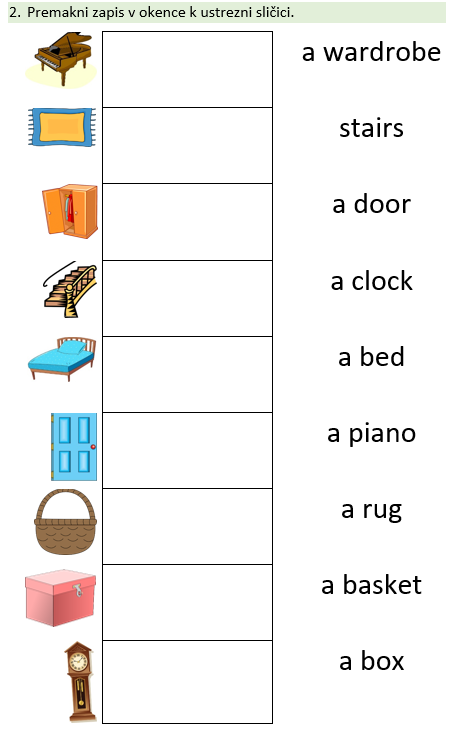 2. Premakni zapis v okence k ustrezni sličici.
a wardrobe
stairs
a door
a clock
a bed
a piano
a rug
a basket
a box